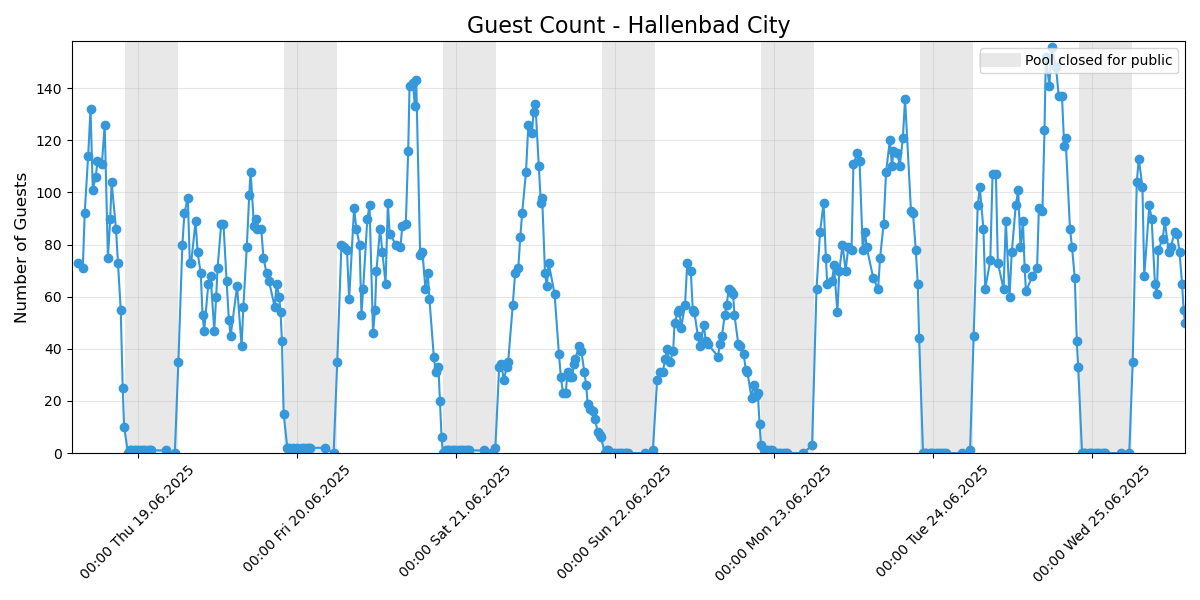 Guest Count - Hallenbad City
Pool closed for public
Number of Guests
140
120
100
80
60
40
20
0
00:00 Thu 19.06.2025
00:00 Fri 20.06.2025
00:00 Sat 21.06.2025
00:00 Sun 22.06.2025
00:00 Mon 23.06.2025
00:00 Tue 24.06.2025
00:00 Wed 25.06.2025